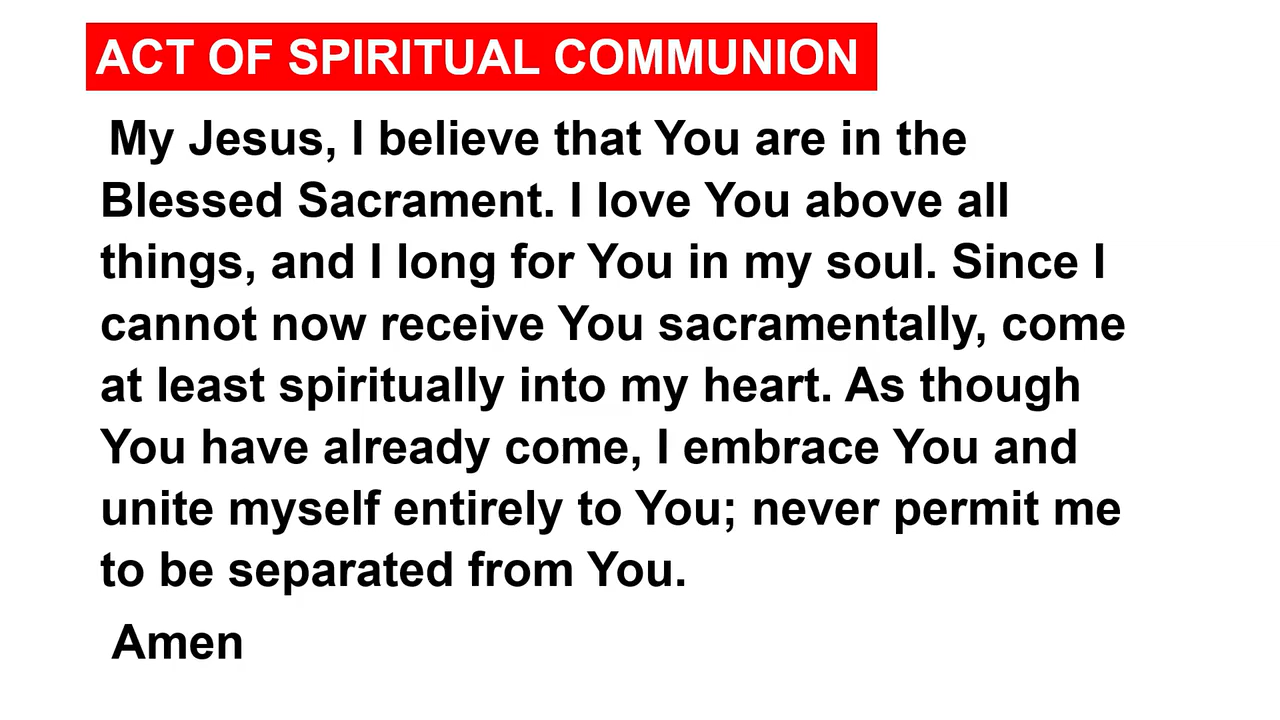 ACT OF SPIRITUAL COMMUNION
My Jesus, I believe that You are in the
Blessed Sacrament. I love You above all
things, and I long for You in my soul. Since I
cannot now receive You sacramentally, come
at least spiritually into my heart. As though
You have already come, I embrace You and
unite myself entirely to You; never permit me
to be separated from You.
Amen